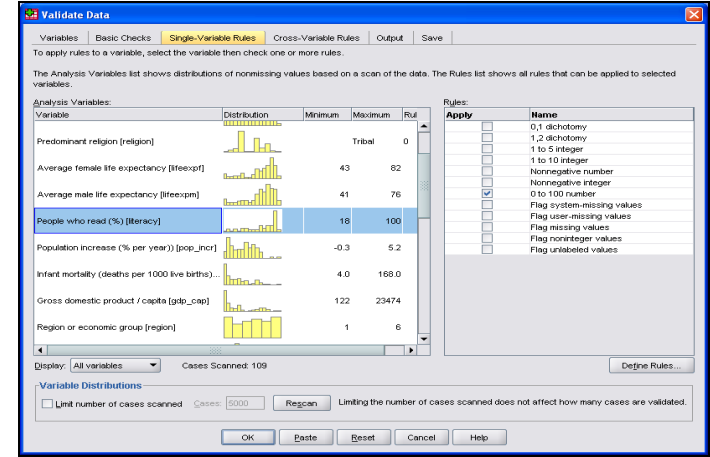 Validate Data
Variables Basic Checks Single-Variable Rules Cross-Variable Rules Output Save
To apply rules to a variable, select the variable then check one or more rules.
The Analysis Variables list shows distributions of nonmissing values based on a scan of the data. The Rules list shows all rules that can be applied to selected
variables.
Analysis Variables:
Variable Distribution Minimum Maximum Rul
Predominant religion [religion] Tribal 0
Average female life expectancy [lifeexpf] 43 82
Average male life expectancy [lifeexpm] 41 76
People who read (%) [literacy] 18 100
Population increase (% per year)) [pop_incr] -0.3 5.2
Infant mortality (deaths per 1000 live births)... 4.0 168.0
Gross domestic product / capita [gdp_cap] 122 23474
Region or economic group [region] 1 6
Display: All variables Cases Scanned: 109
Rules:
Apply Name
0,1 dichotomy
1,2 dichotomy
1 to 5 integer
1 to 10 integer
Nonnegative number
Nonnegative integer
0 to 100 number
Flag system-missing values
Flag user-missing values
Flag missing values
Flag noninteger values
Flag unlabeled values
Define Rules...
Variable Distributions
Limit number of cases scanned Cases: 5000 Rescan Limiting the number of cases scanned does not affect how many cases are validated.
OK Paste Reset Cancel Help